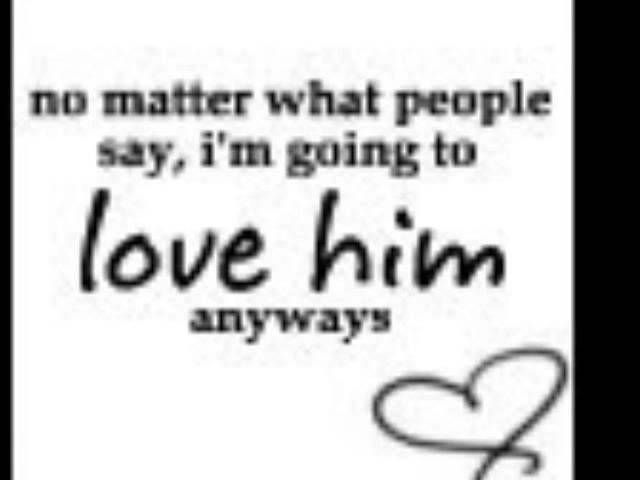 no matter what people
say, i'm going to
love him
anyways